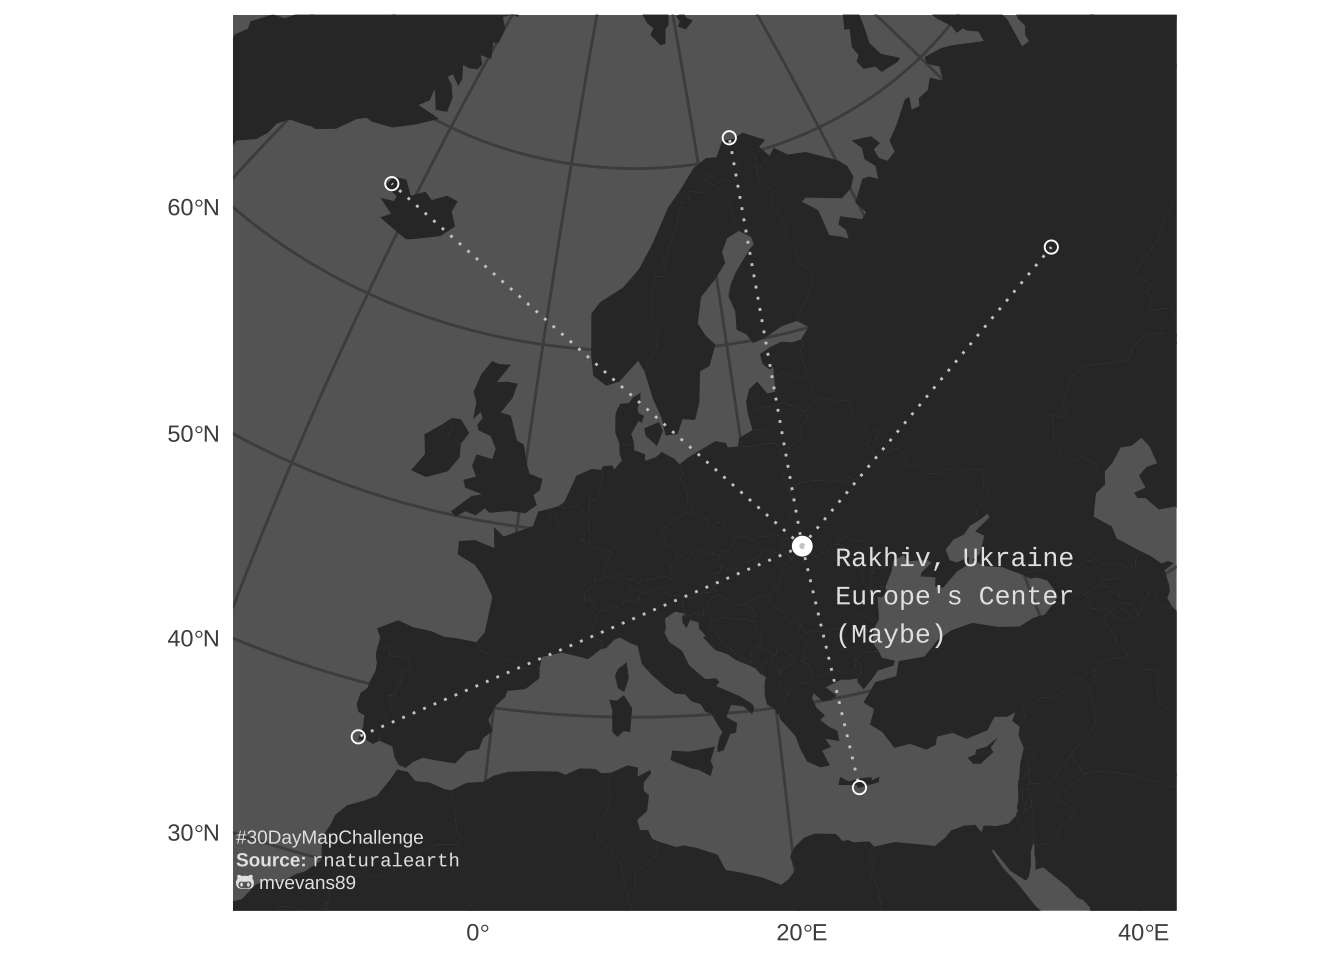 60°N
50°N
40°N
30°N
Rakhiv, Ukraine
Europe's Center
(Maybe)
#30DayMapChallenge
Source: rnaturalearth
mvevans89
0°
20°E
40°E